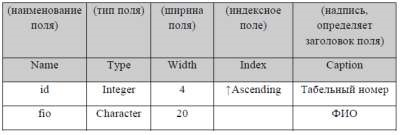 (наименование поля) (тип поля) (ширина поля) (индексное поле) (надпись, определяет заголовок поля)
Name Type Width Index Caption
id Integer 4 ↑Ascending Табельный номер
fio Character 20 ФИО